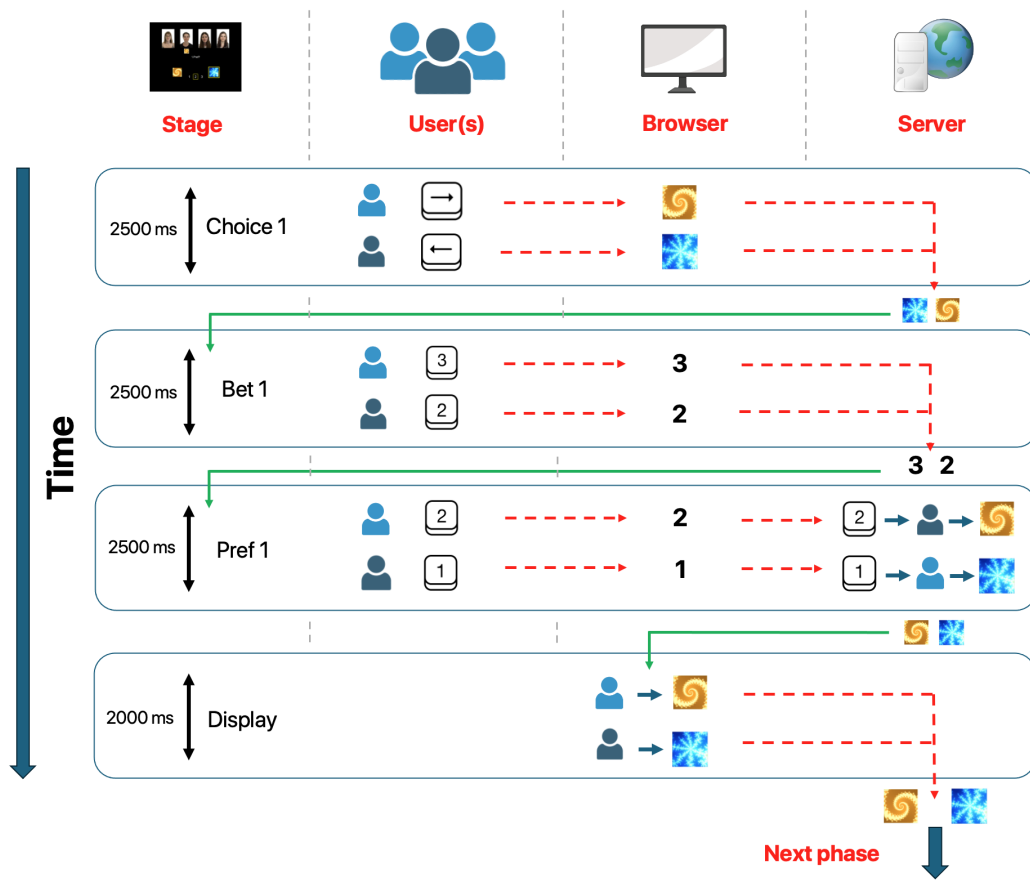 Stage
User(s)
Browser
Server
Time
2500 ms
Choice 1
→
←
2500 ms
Bet 1
3
3
2
2
3 2
2500 ms
Pref 1
2
2
2
1
1
1
2000 ms
Display
Next phase